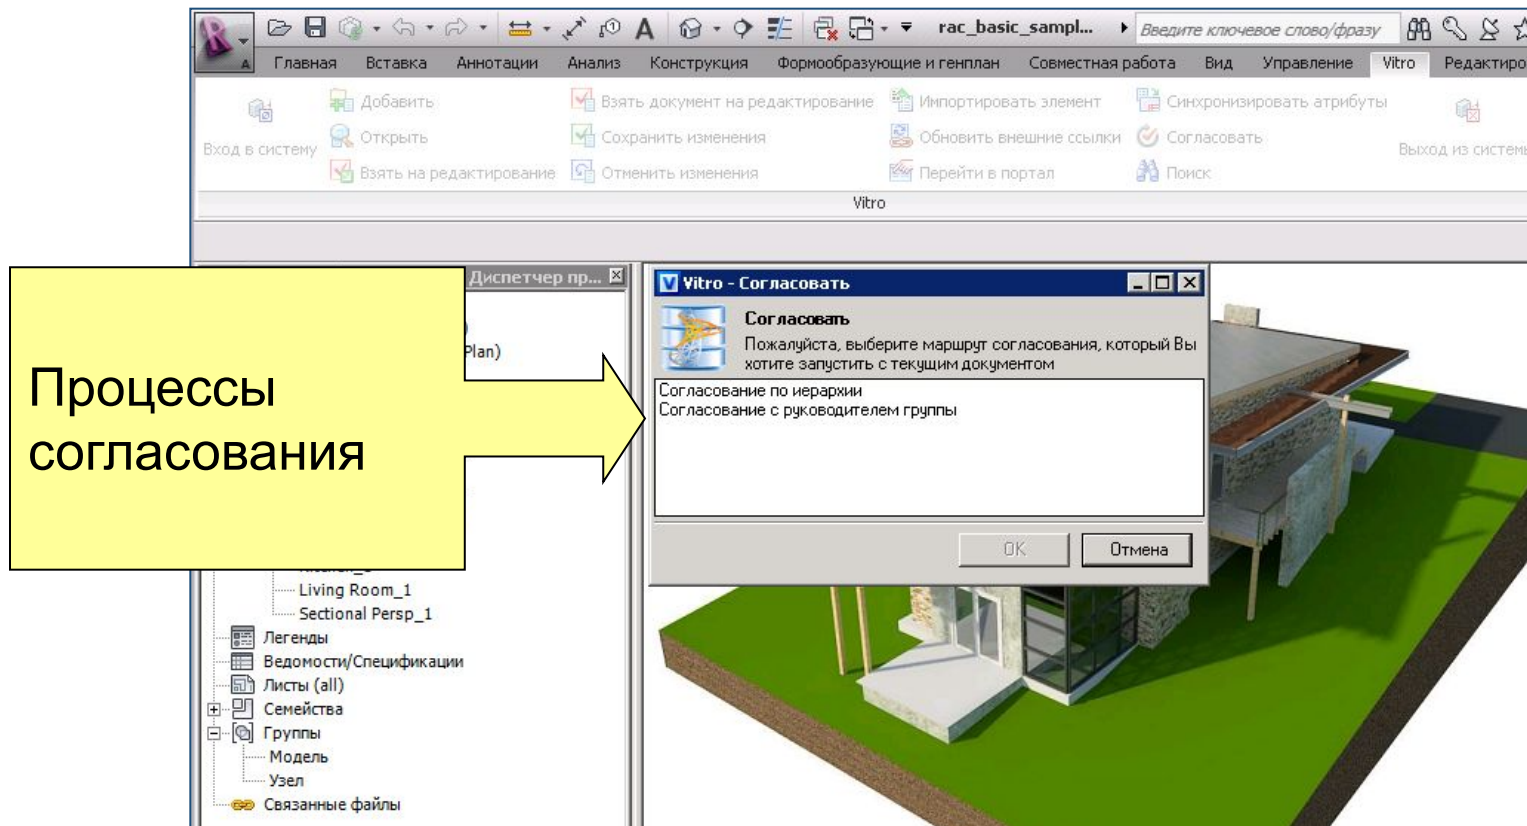 rac_basic_sampl...
Введите ключевое слово/фразу
Главная Вставка Аннотации Анализ Конструкция Формообразующие и генплан Совместная работа Вид Управление Vitro Редактиро
Вход в систему
Добавить
Открыть
Взять на редактирование
Взять документ на редактирование
Сохранить изменения
Отменить изменения
Импортировать элемент
Обновить внешние ссылки
Перейти в портал
Синхронизировать атрибуты
Согласовать
Поиск
Выход из систем
Vitro
Диспетчер пр...
Plan)
Процессы
согласования
Living Room_1
Sectional Persp_1
Легенды
Ведомости/Спецификации
Листы (all)
Семейства
Группы
Модель
Узел
Связанные файлы
Vitro - Согласовать
Согласовать
Пожалуйста, выберите маршрут согласования, который Вы
хотите запустить с текущим документом
Согласование по иерархии
Согласование с руководителем группы
OK Отмена